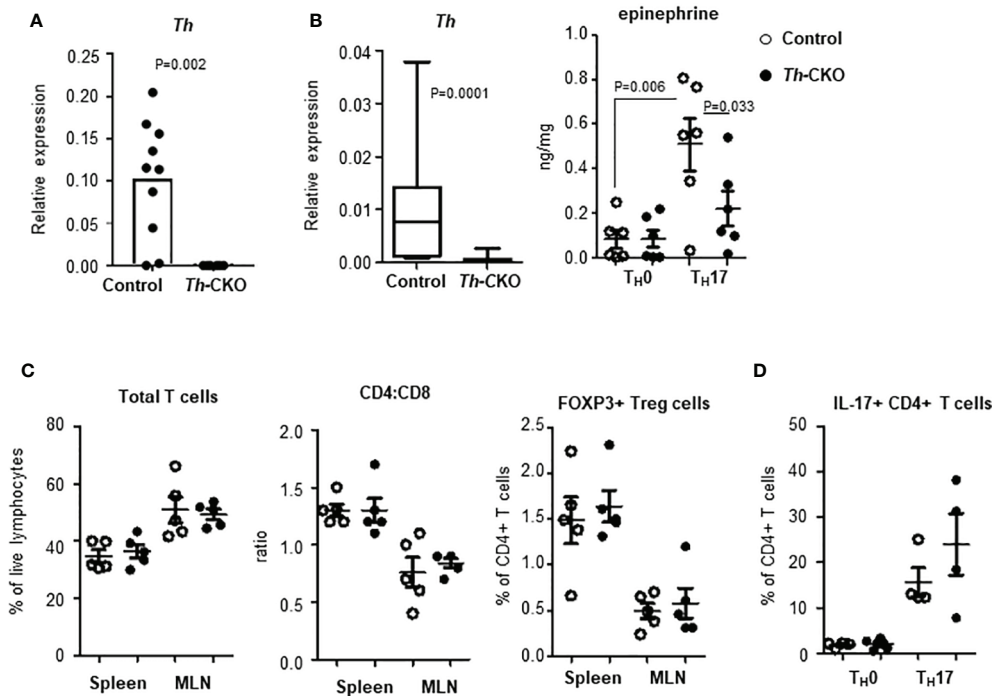 A
Th
P=0.002
Relative expression
0.25
0.20
0.15
0.10
0.05
0.00
Control Th-CKO
B
Th
P=0.0001
Relative expression
0.04
0.03
0.02
0.01
0.00
Control Th-CKO
epinephrine
Control
Th-CKO
P=0.006
P=0.033
ng/mg
1.0
0.8
0.6
0.4
0.2
0.0
TH0 TH17
C
Total T cells
% of live lymphocytes
80
60
40
20
0
Spleen MLN
CD4:CD8
ratio
2.0
1.5
1.0
0.5
0.0
Spleen MLN
FOXP3+ Treg cells
% of CD4+ T cells
2.5
2.0
1.5
1.0
0.5
0.0
Spleen MLN
D
IL-17+ CD4+ T cells
% of CD4+ T cells
50
40
30
20
10
0
TH0 TH17